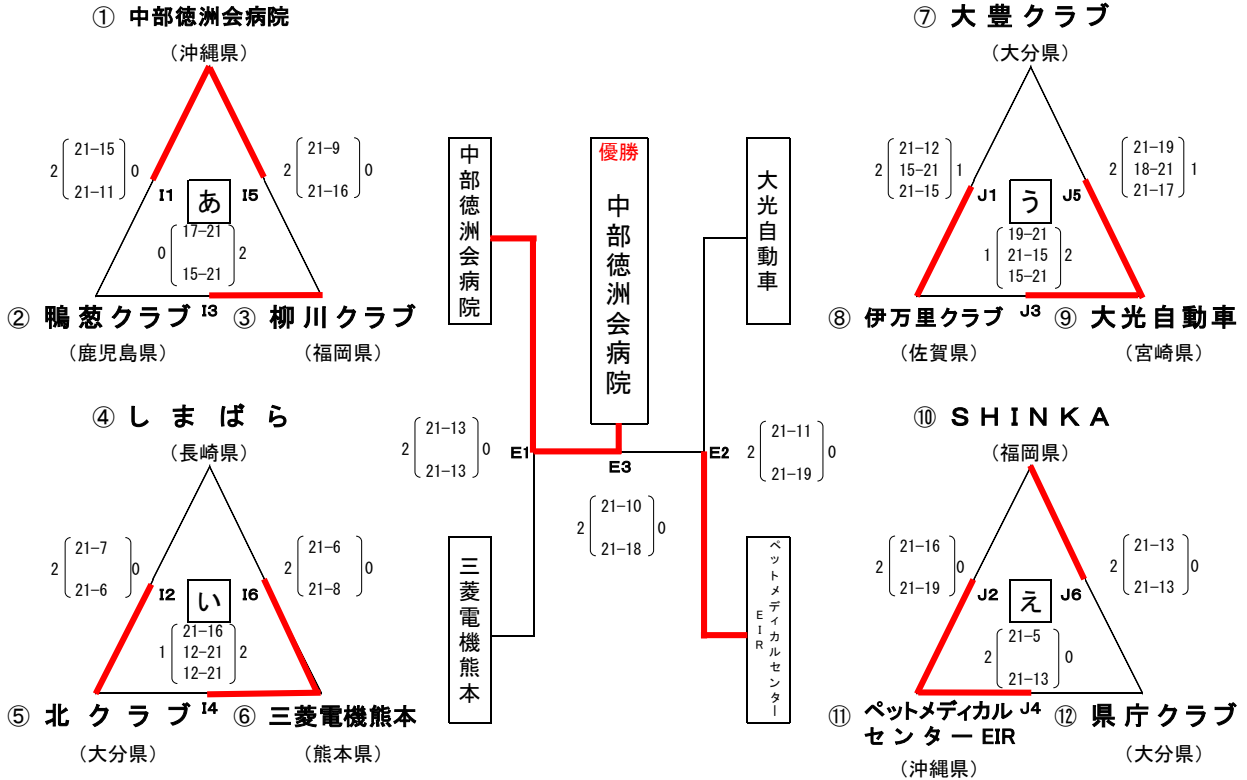 ① 中部徳洲会病院
（沖縄県）
2 21-15 0
21-11
2 21-9 0
21-16
I1 あ I5
17-21
0 2
15-21
② 鴨葱クラブ I3 ③ 柳川クラブ
（鹿児島県） （福岡県）
④ しまばら
（長崎県）
2 21-7 0
21-6
2 21-6 0
21-8
I2 い I6
21-16
1 12-21 2
12-21
⑤ 北クラブ I4 ⑥ 三菱電機熊本
（大分県） （熊本県）
中部徳洲会病院
優勝
中部徳洲会病院
大光自動車
2 21-13 0
21-13
E1
E3
E2
2 21-11 0
21-19
2 21-10 0
21-18
三菱電機熊本
ペットメディカルセンター
EIR
⑦ 大豊クラブ
（大分県）
21-12
2 15-21 1
21-15
21-19
2 18-21 1
21-17
J1 う J5
19-21
1 21-15 2
15-21
⑧ 伊万里クラブ J3 ⑨ 大光自動車
（佐賀県） （宮崎県）
⑩ ＳＨＩＮＫＡ
（福岡県）
2 21-16 0
21-19
2 21-13 0
21-13
J2 え J6
21-5
2 0
21-13
⑪ ペットメディカル J4 ⑫ 県庁クラブ
センターEIR
（沖縄県） （大分県）